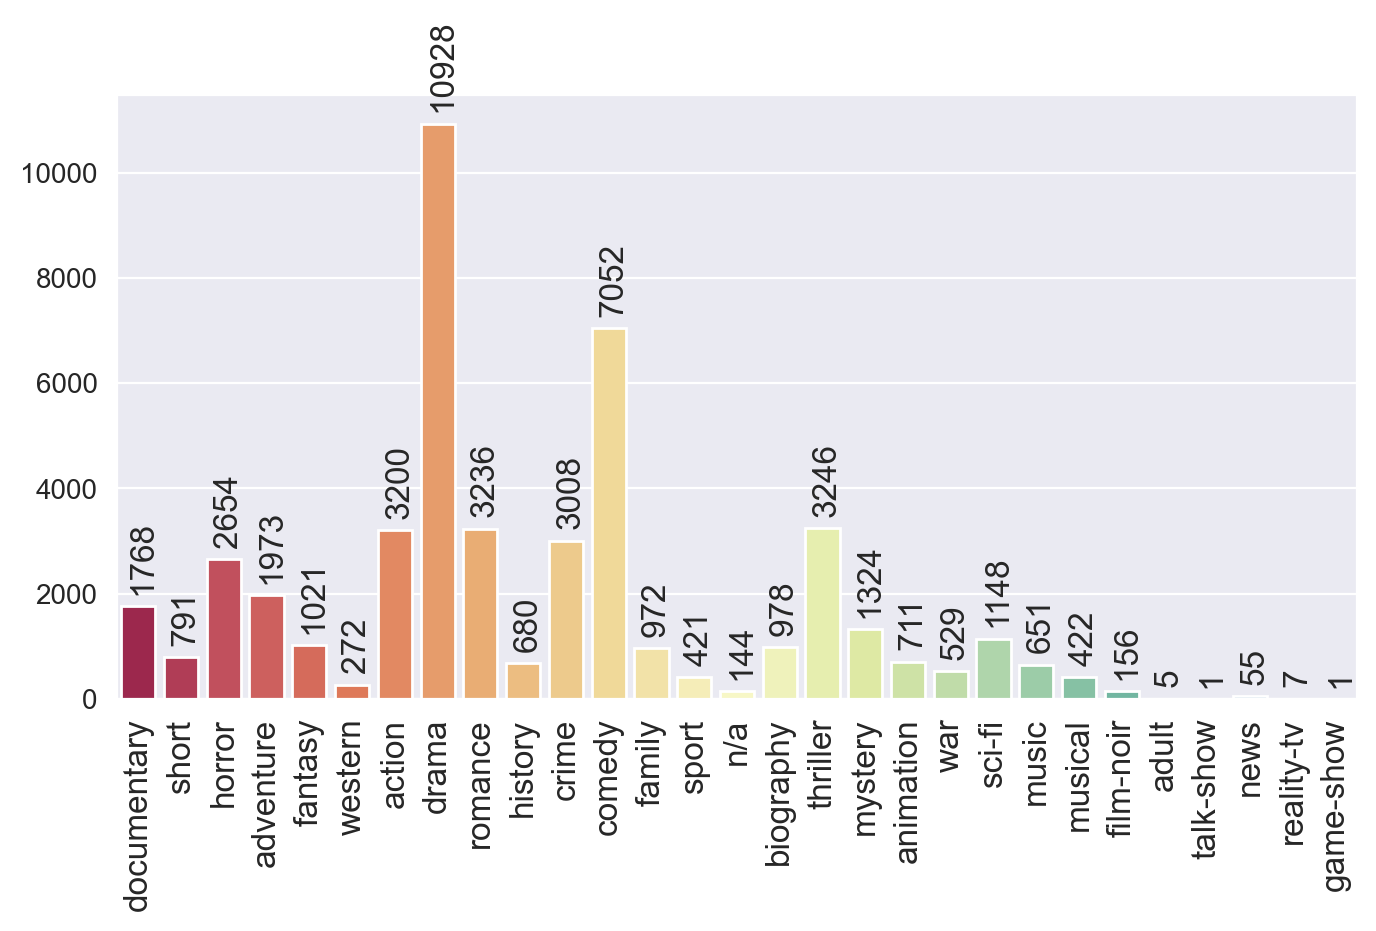 10000
8000
6000
4000
2000
0
1768
791
2654
1973
1021
272
3200
10928
3236
680
3008
7052
972
421
144
978
3246
1324
711
529
1148
651
422
156
5
1
55
7
1
documentary
short
horror
adventure
fantasy
western
action
drama
romance
history
crime
comedy
family
sport
n/a
biography
thriller
mystery
animation
war
sci-fi
music
musical
film-noir
adult
talk-show
news
reality-tv
game-show